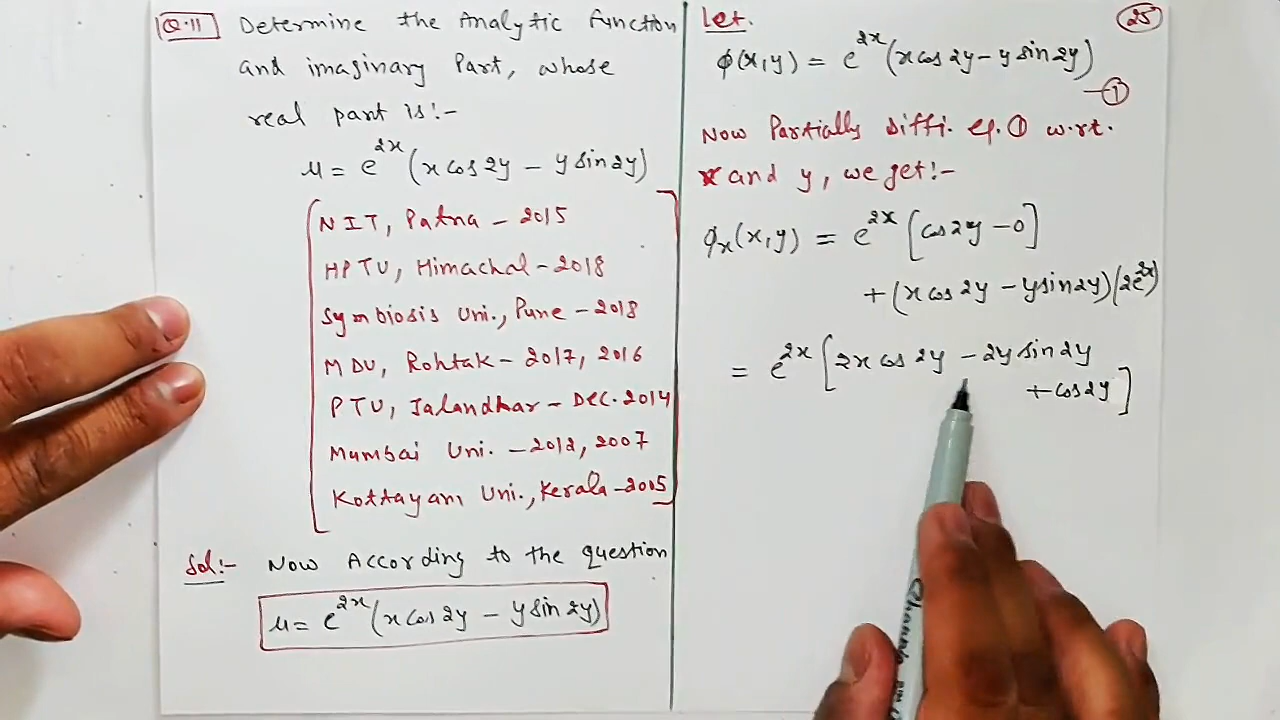 Q.11 Determine the Analytic function
and imaginary Part, whose
real part is:-
u = e^2x (x cos 2y - y sin 2y)
NIT, Patna - 2015
HPTU, Himachal - 2018
Symbiosis Uni., Pune - 2018
MDU, Rohtak - 2017, 2016
PTU, Jalandhar - Dec. 2014
Mumbai Uni. - 2012, 2007
Kottayam Uni., Kerala - 2005
Sol:- Now According to the question
u = e^2x (x cos 2y - y sin 2y)
25
Let.
ϕ(x,y) = e^2x (x cos 2y - y sin 2y)
—①
Now Partially diffi. eq. ① w.r.t.
x and y, we get:-
ϕx(x,y) = e^2x [cos 2y - 0]
+ (x cos 2y - y sin 2y)(2e^2x)
= e^2x [2x cos 2y - 2y sin 2y
+ cos 2y]